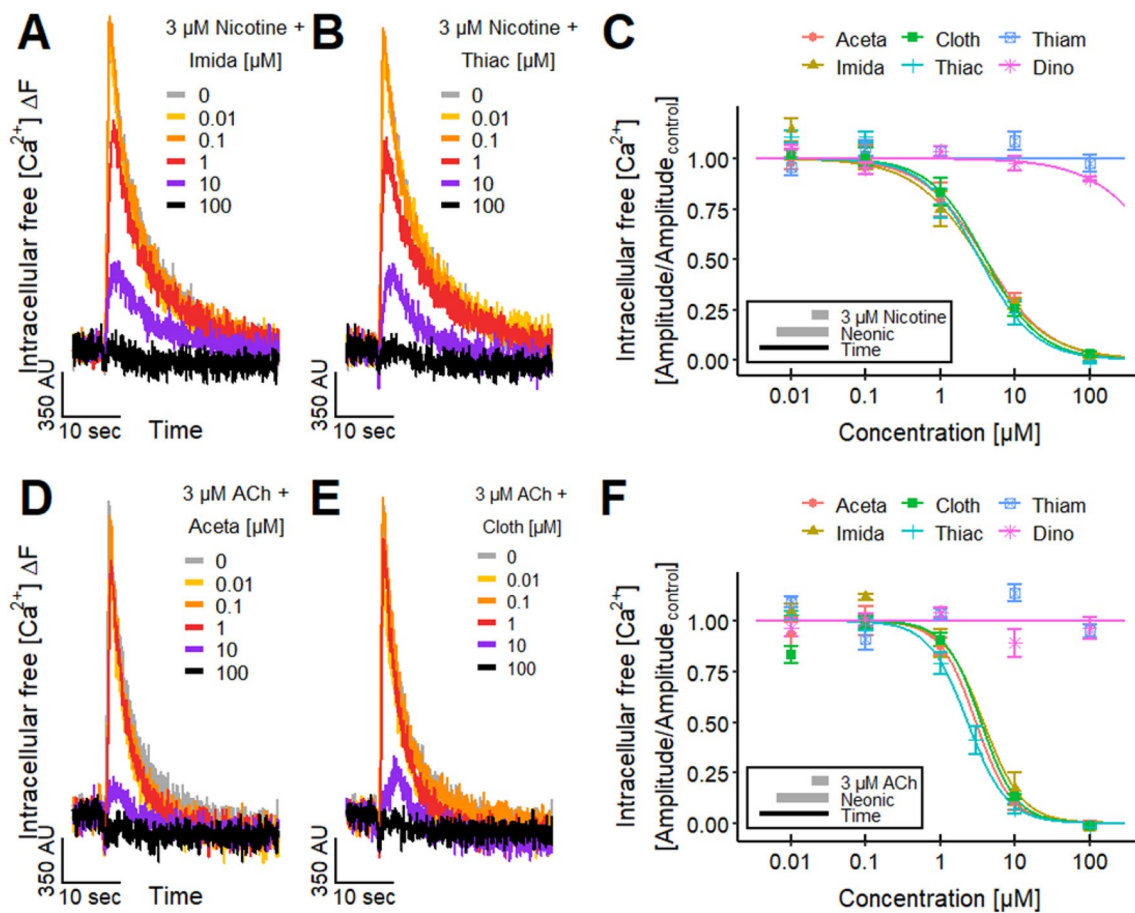 A
3 µM Nicotine +
Imida [µM]
0
0.01
0.1
1
10
100
Intracellular free [Ca2+] ΔF
350 AU
10 sec
Time
B
3 µM Nicotine +
Thiac [µM]
0
0.01
0.1
1
10
100
350 AU
10 sec
C
Aceta Cloth Thiam
Imida Thiac Dino
Intracellular free [Ca2+]
[Amplitude/Amplitudecontrol]
1.00
0.75
0.50
0.25
0.00
3 µM Nicotine
Neonic
Time
0.01 0.1 1 10 100
Concentration [µM]
D
3 µM ACh +
Aceta [µM]
0
0.01
0.1
1
10
100
Intracellular free [Ca2+] ΔF
350 AU
10 sec
Time
E
3 µM ACh +
Cloth [µM]
0
0.01
0.1
1
10
100
350 AU
10 sec
F
Aceta Cloth Thiam
Imida Thiac Dino
Intracellular free [Ca2+]
[Amplitude/Amplitudecontrol]
1.00
0.75
0.50
0.25
0.00
3 µM ACh
Neonic
Time
0.01 0.1 1 10 100
Concentration [µM]